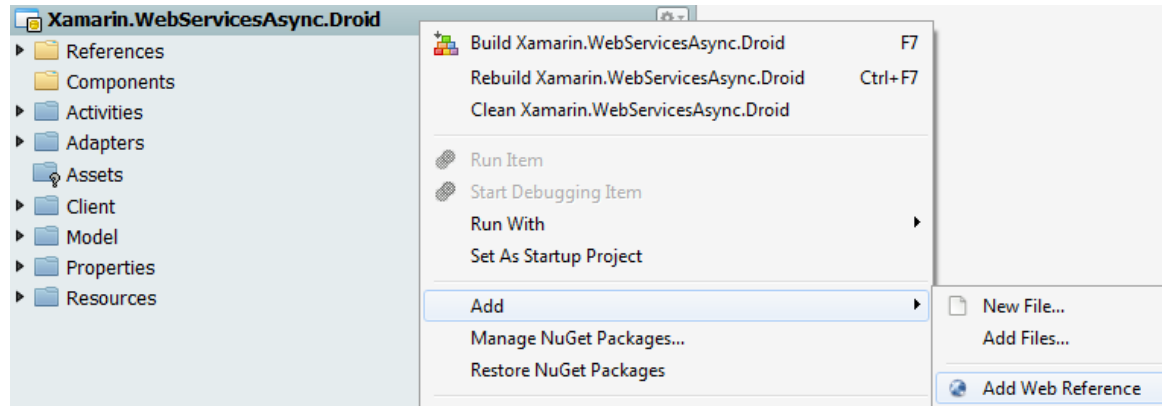 Xamarin.WebServicesAsync.Droid
References
Components
Activities
Adapters
Assets
Client
Model
Properties
Resources
Build Xamarin.WebServicesAsync.Droid F7
Rebuild Xamarin.WebServicesAsync.Droid Ctrl+F7
Clean Xamarin.WebServicesAsync.Droid
Run Item
Start Debugging Item
Run With
Set As Startup Project
Add
Manage NuGet Packages...
Restore NuGet Packages
New File...
Add Files...
Add Web Reference